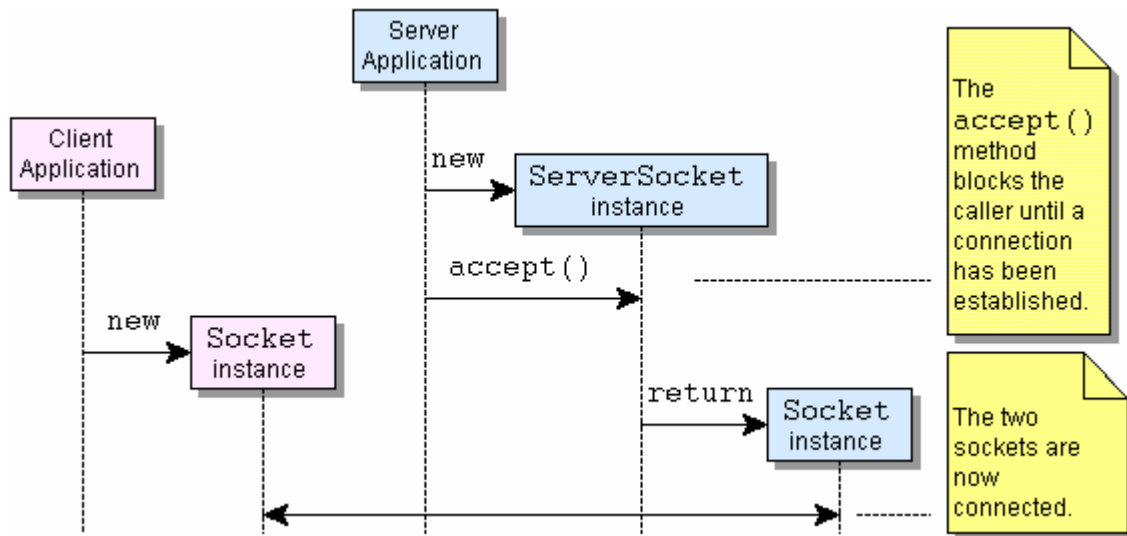 Server
Application
Client
Application
new
ServerSocket
instance
accept()
new
Socket
instance
return
Socket
instance
The
accept()
method
blocks the
caller until a
connection
has been
established.
The two
sockets are
now
connected.